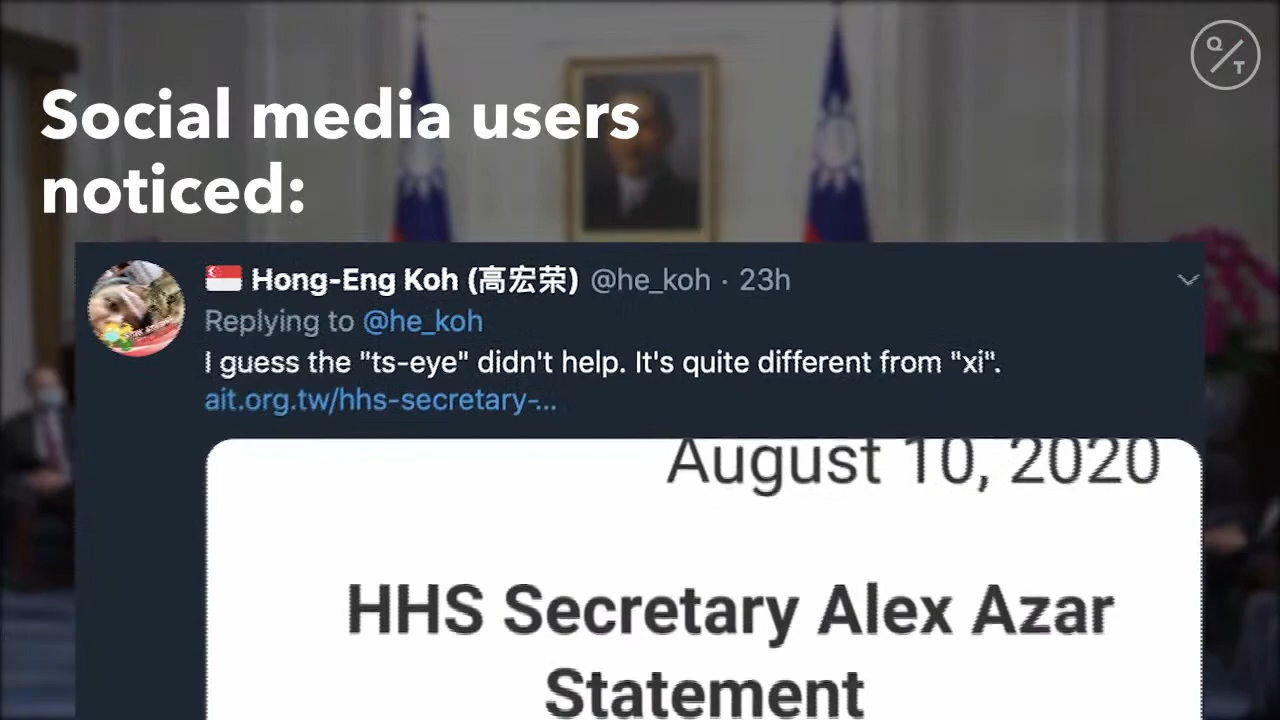 Q
T
Social media users
noticed:
Hong-Eng Koh (高宏荣) @he_koh · 23h
Replying to @he_koh
I guess the "ts-eye" didn't help. It's quite different from "xi".
ait.org.tw/hhs-secretary-...
August 10, 2020
HHS Secretary Alex Azar
Statement